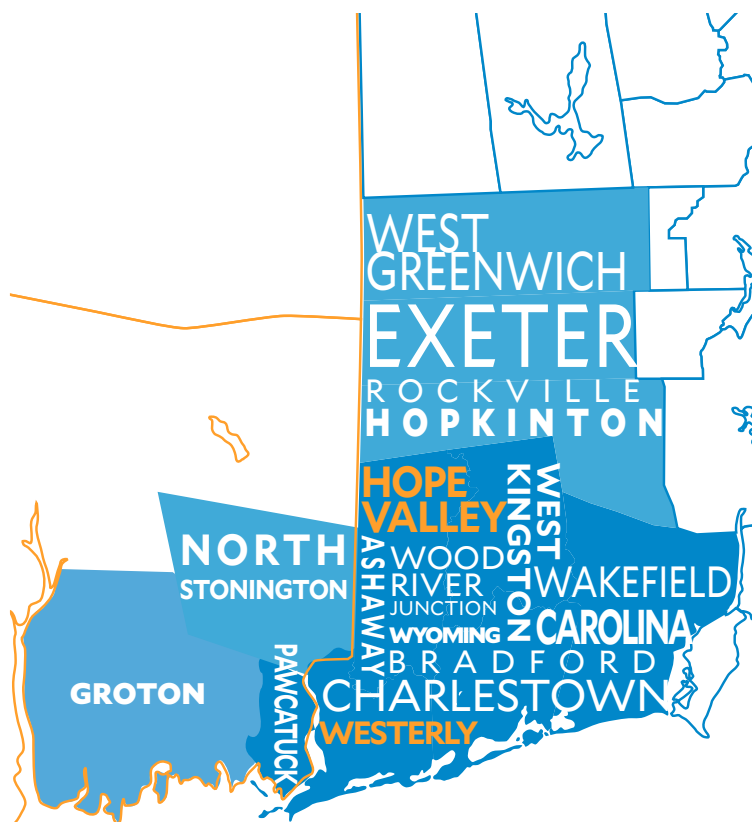 WEST
GREENWICH
EXETER
ROCKVILLE
HOPKINTON
HOPE
VALLEY
WEST
KINGSTON
NORTH
STONINGTON
ASHAWAY
WOOD
RIVER
JUNCTION
WYOMING
WAKEFIELD
CAROLINA
BRADFORD
PAWCATUCK
GROTON
CHARLESTOWN
WESTERLY